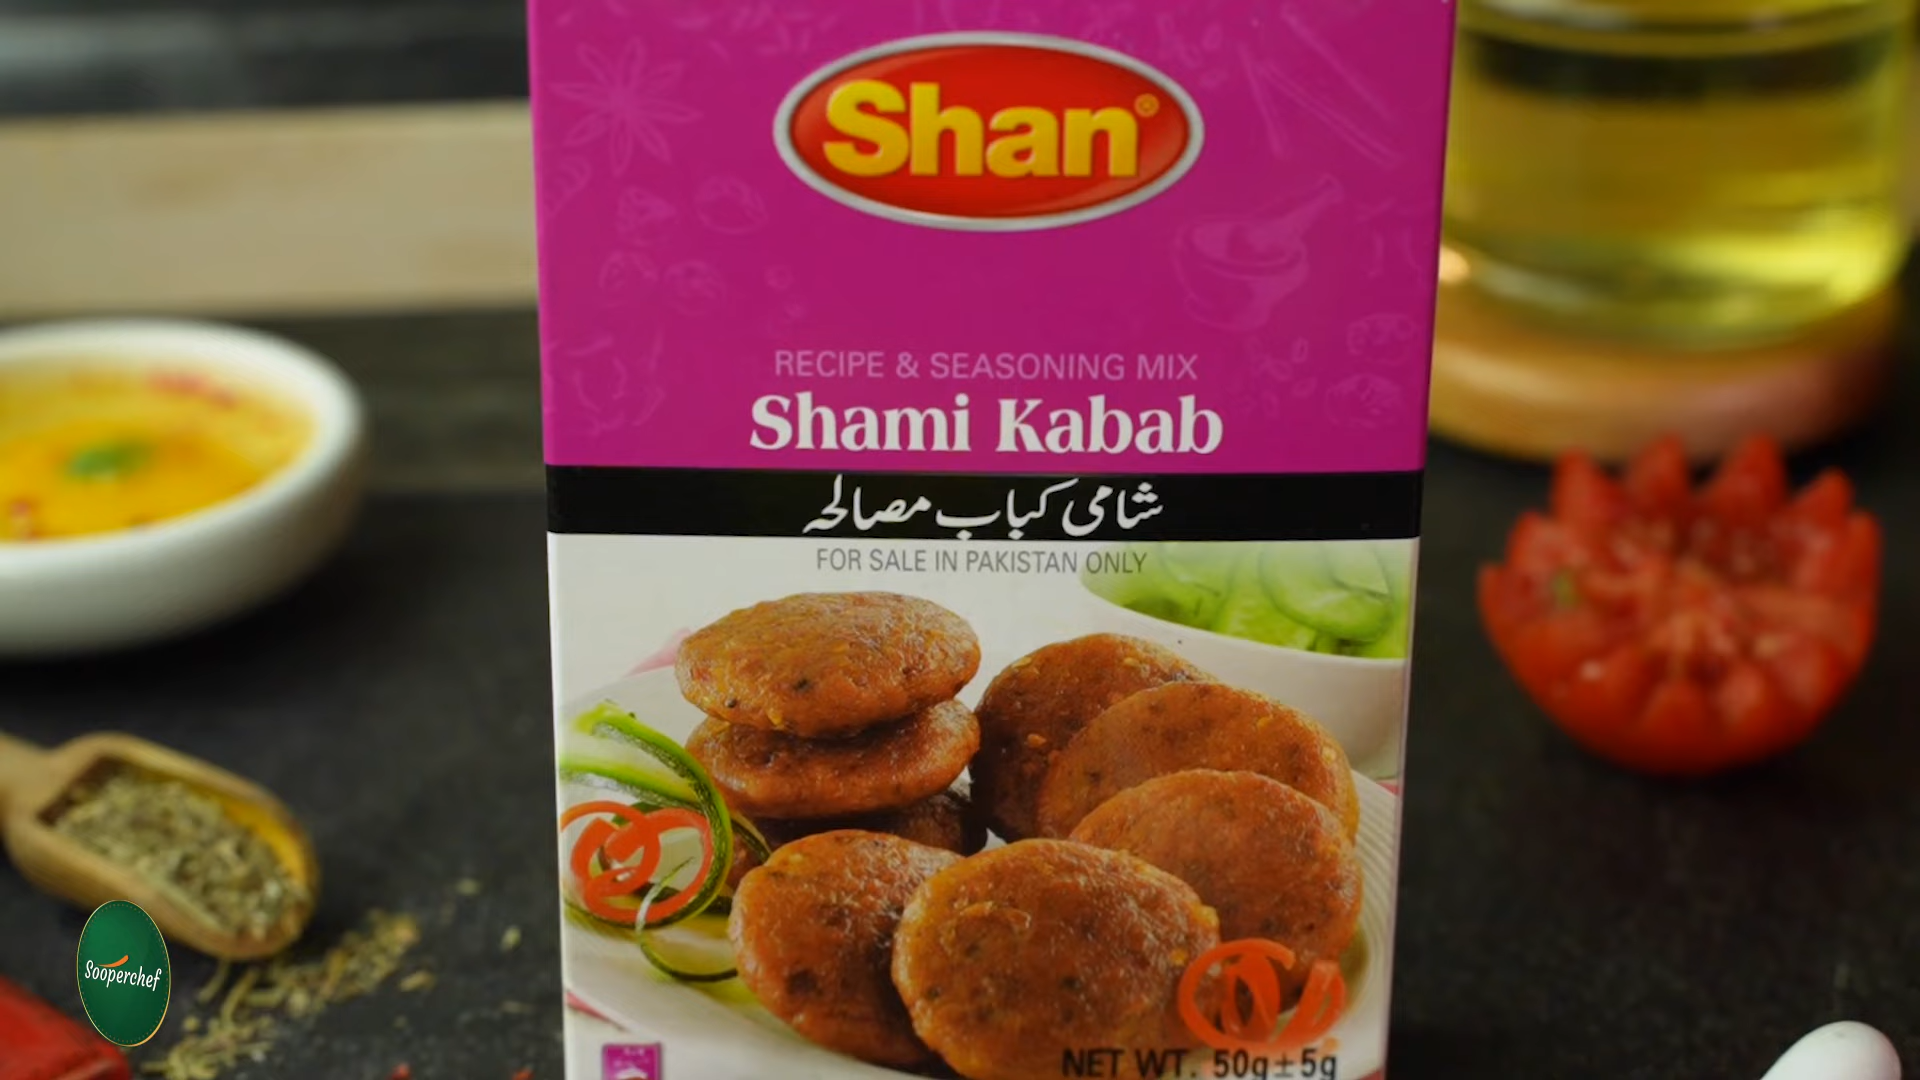 Shan®
RECIPE & SEASONING MIX
Shami Kabab
شامی کباب مصالحہ
FOR SALE IN PAKISTAN ONLY
NET WT. 50g±5g
Sooperchef